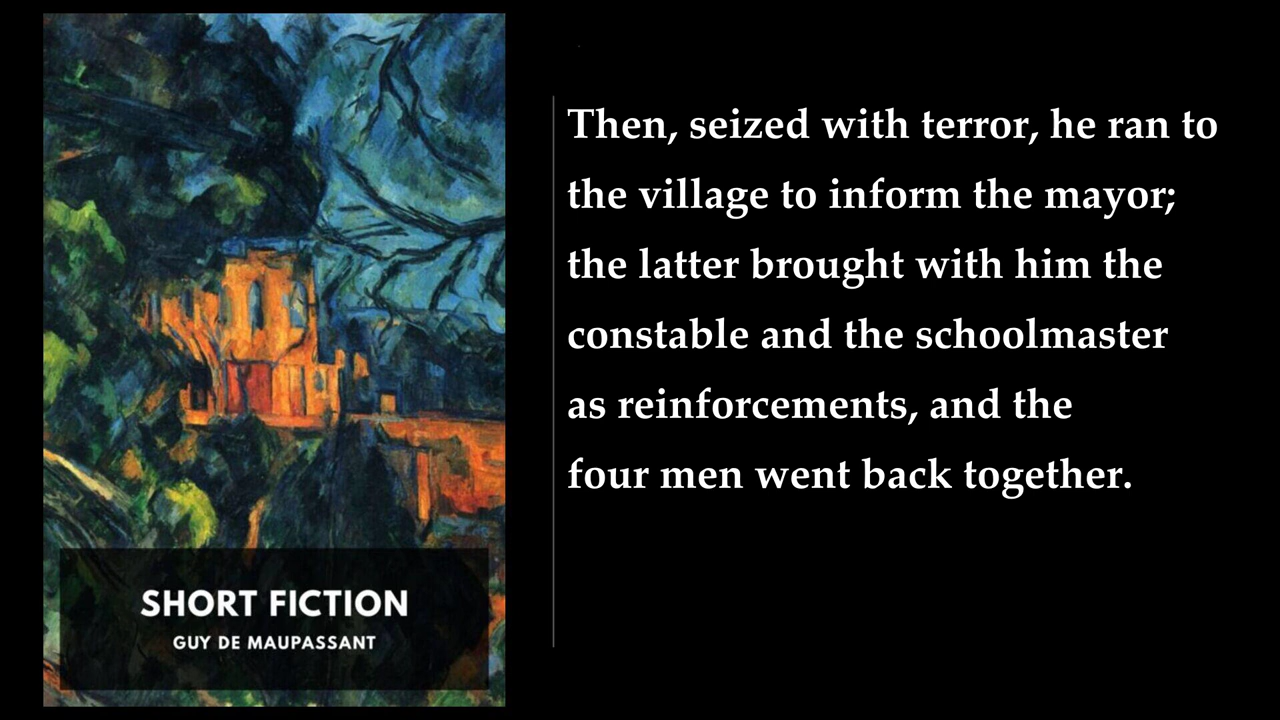 SHORT FICTION
GUY DE MAUPASSANT
Then, seized with terror, he ran to
the village to inform the mayor;
the latter brought with him the
constable and the schoolmaster
as reinforcements, and the
four men went back together.